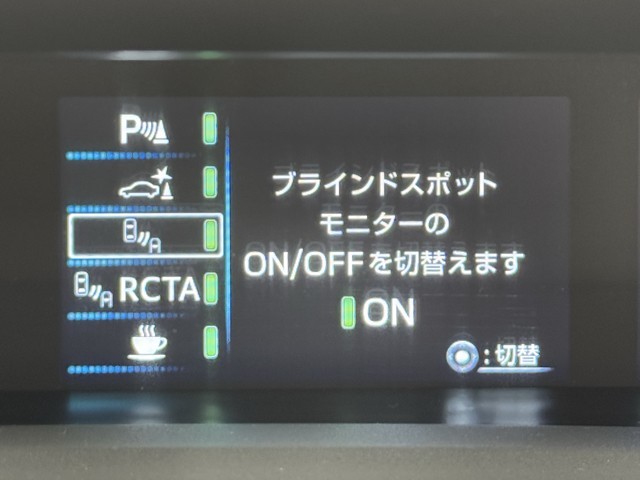 P
RCTA
ブラインドスポット
モニターの
ON/OFFを切替えます
ON
:切替